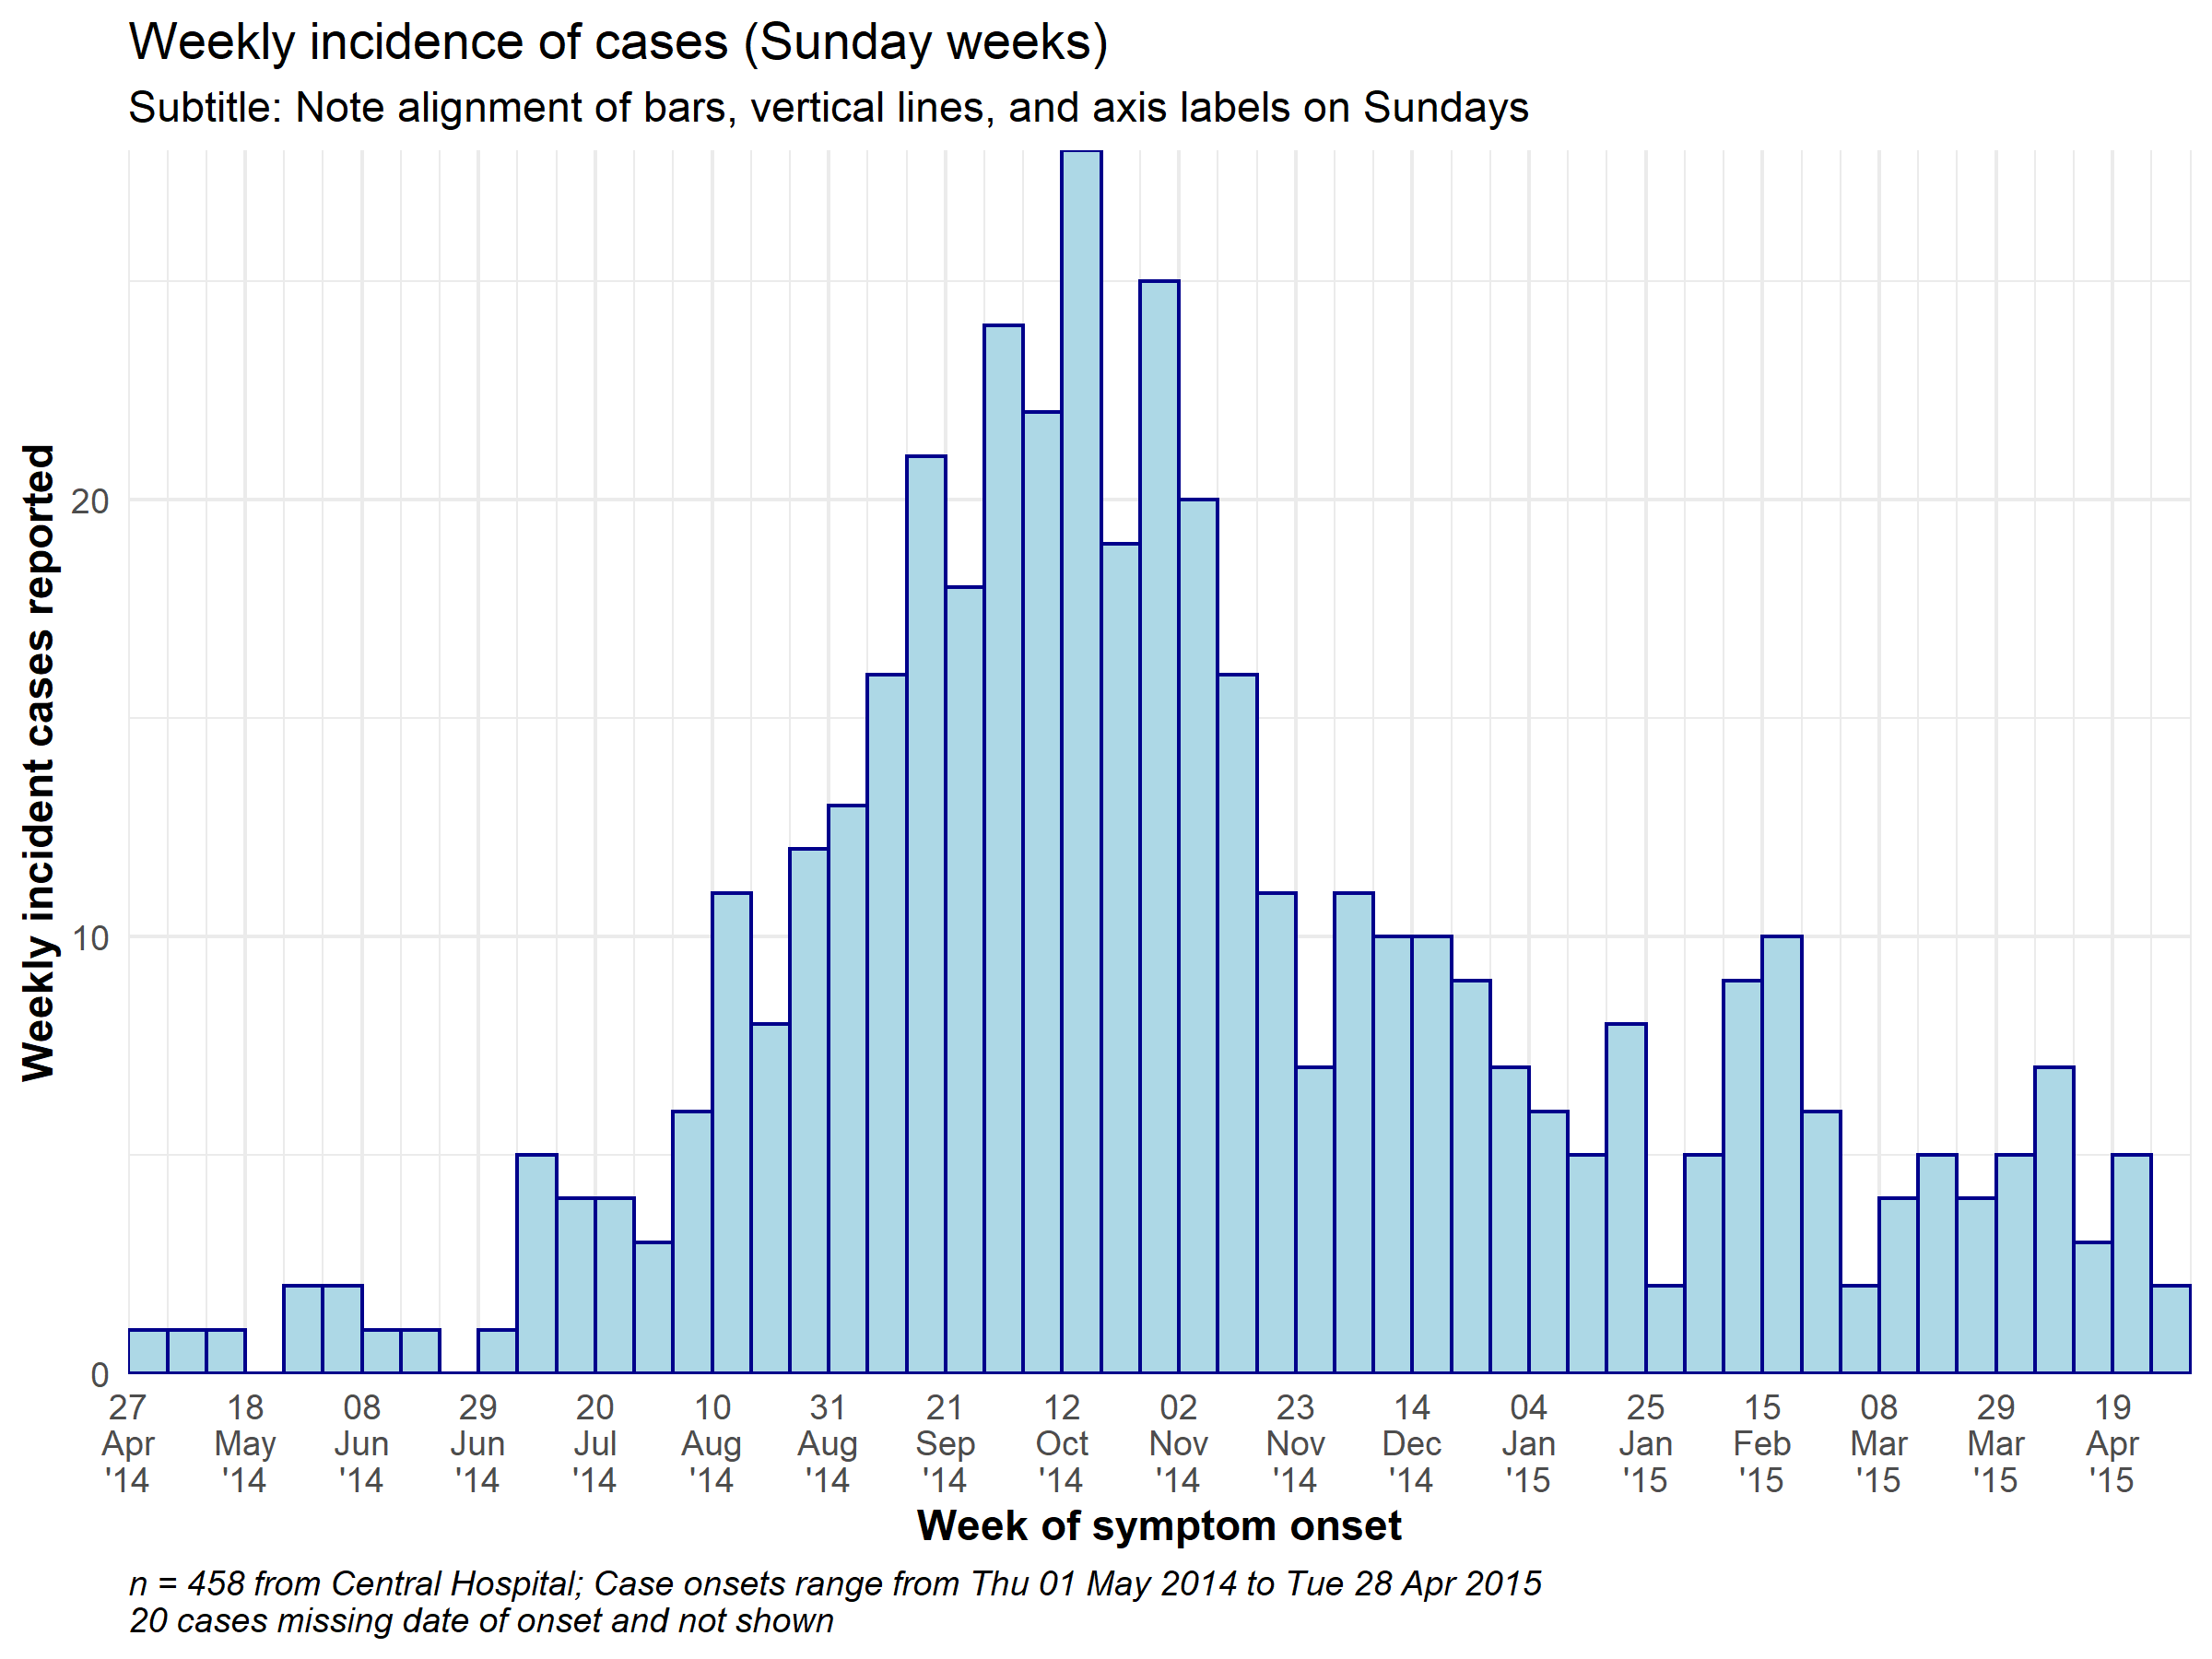 Weekly incidence of cases (Sunday weeks)
Subtitle: Note alignment of bars, vertical lines, and axis labels on Sundays
Weekly incident cases reported
20
10
0
27 18 08 29 20 10 31 21 12 02 23 14 04 25 15 08 29 19
Apr May Jun Jun Jul Aug Aug Sep Oct Nov Nov Dec Jan Jan Feb Mar Mar Apr
'14 '14 '14 '14 '14 '14 '14 '14 '14 '14 '14 '14 '15 '15 '15 '15 '15 '15
Week of symptom onset
n = 458 from Central Hospital; Case onsets range from Thu 01 May 2014 to Tue 28 Apr 2015
20 cases missing date of onset and not shown